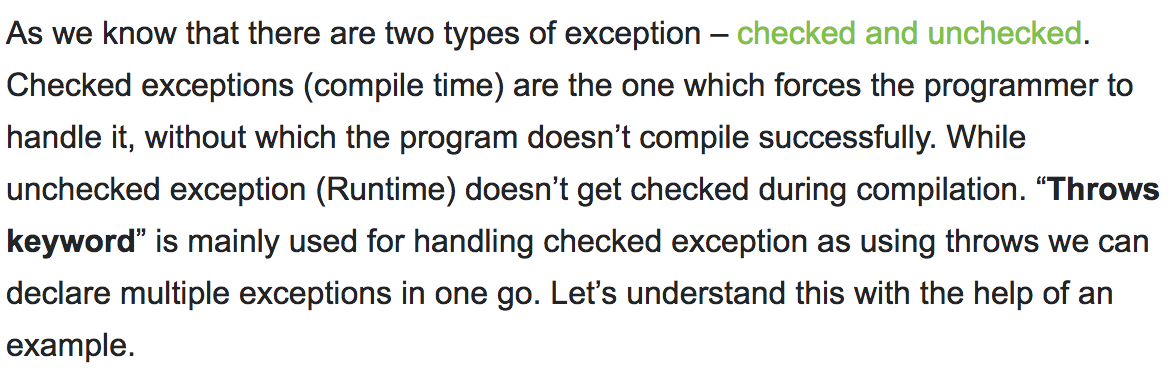 As we know that there are two types of exception – checked and unchecked.
Checked exceptions (compile time) are the one which forces the programmer to
handle it, without which the program doesn’t compile successfully. While
unchecked exception (Runtime) doesn’t get checked during compilation. “Throws
keyword” is mainly used for handling checked exception as using throws we can
declare multiple exceptions in one go. Let’s understand this with the help of an
example.